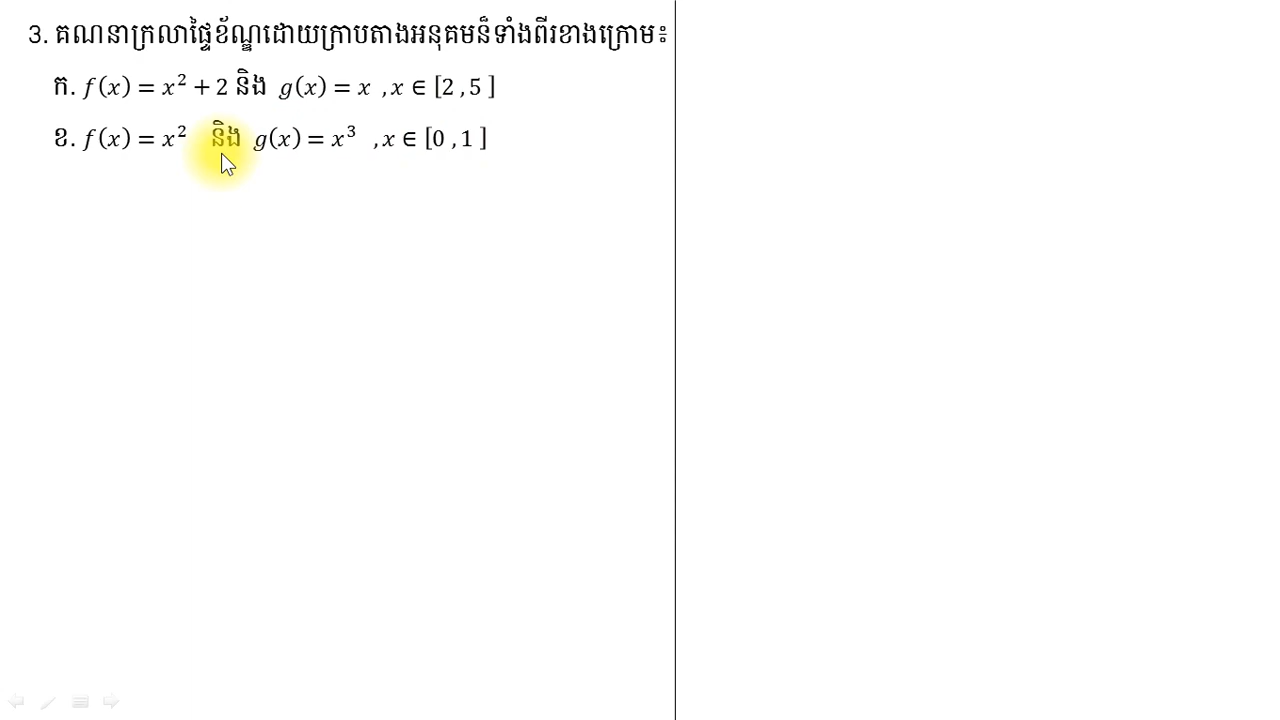 3. គណនាក្រលាផ្ទៃខ័ណ្ឌដោយក្រាបតាងអនុគមន៏ទាំងពីរខាងក្រោម៖
ក. f(x) = x² + 2 និង g(x) = x , x ∈ [2 , 5 ]
ខ. f(x) = x² និង g(x) = x³ , x ∈ [0 , 1 ]